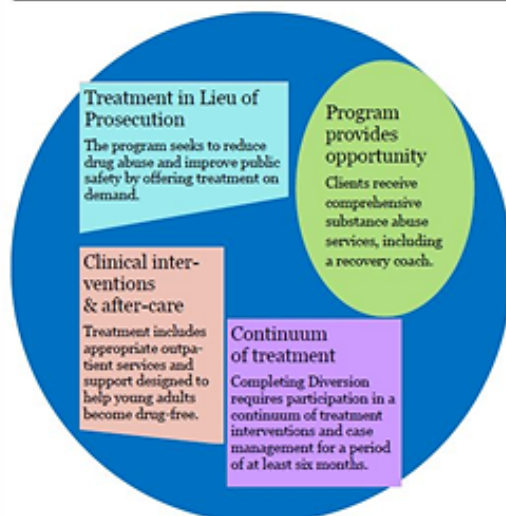 Treatment in Lieu of
Prosecution
The program seeks to reduce
drug abuse and improve public
safety by offering treatment on
demand.
Program
provides
opportunity
Clients receive
comprehensive
substance abuse
services, including
a recovery coach.
Clinical inter-
ventions
& after-care
Treatment includes
appropriate outpa-
tient services and
support designed to
help young adults
become drug-free.
Continuum
of treatment
Completing Diversion
requires participation in a
continuum of treatment
interventions and case
management for a period
of at least six months.